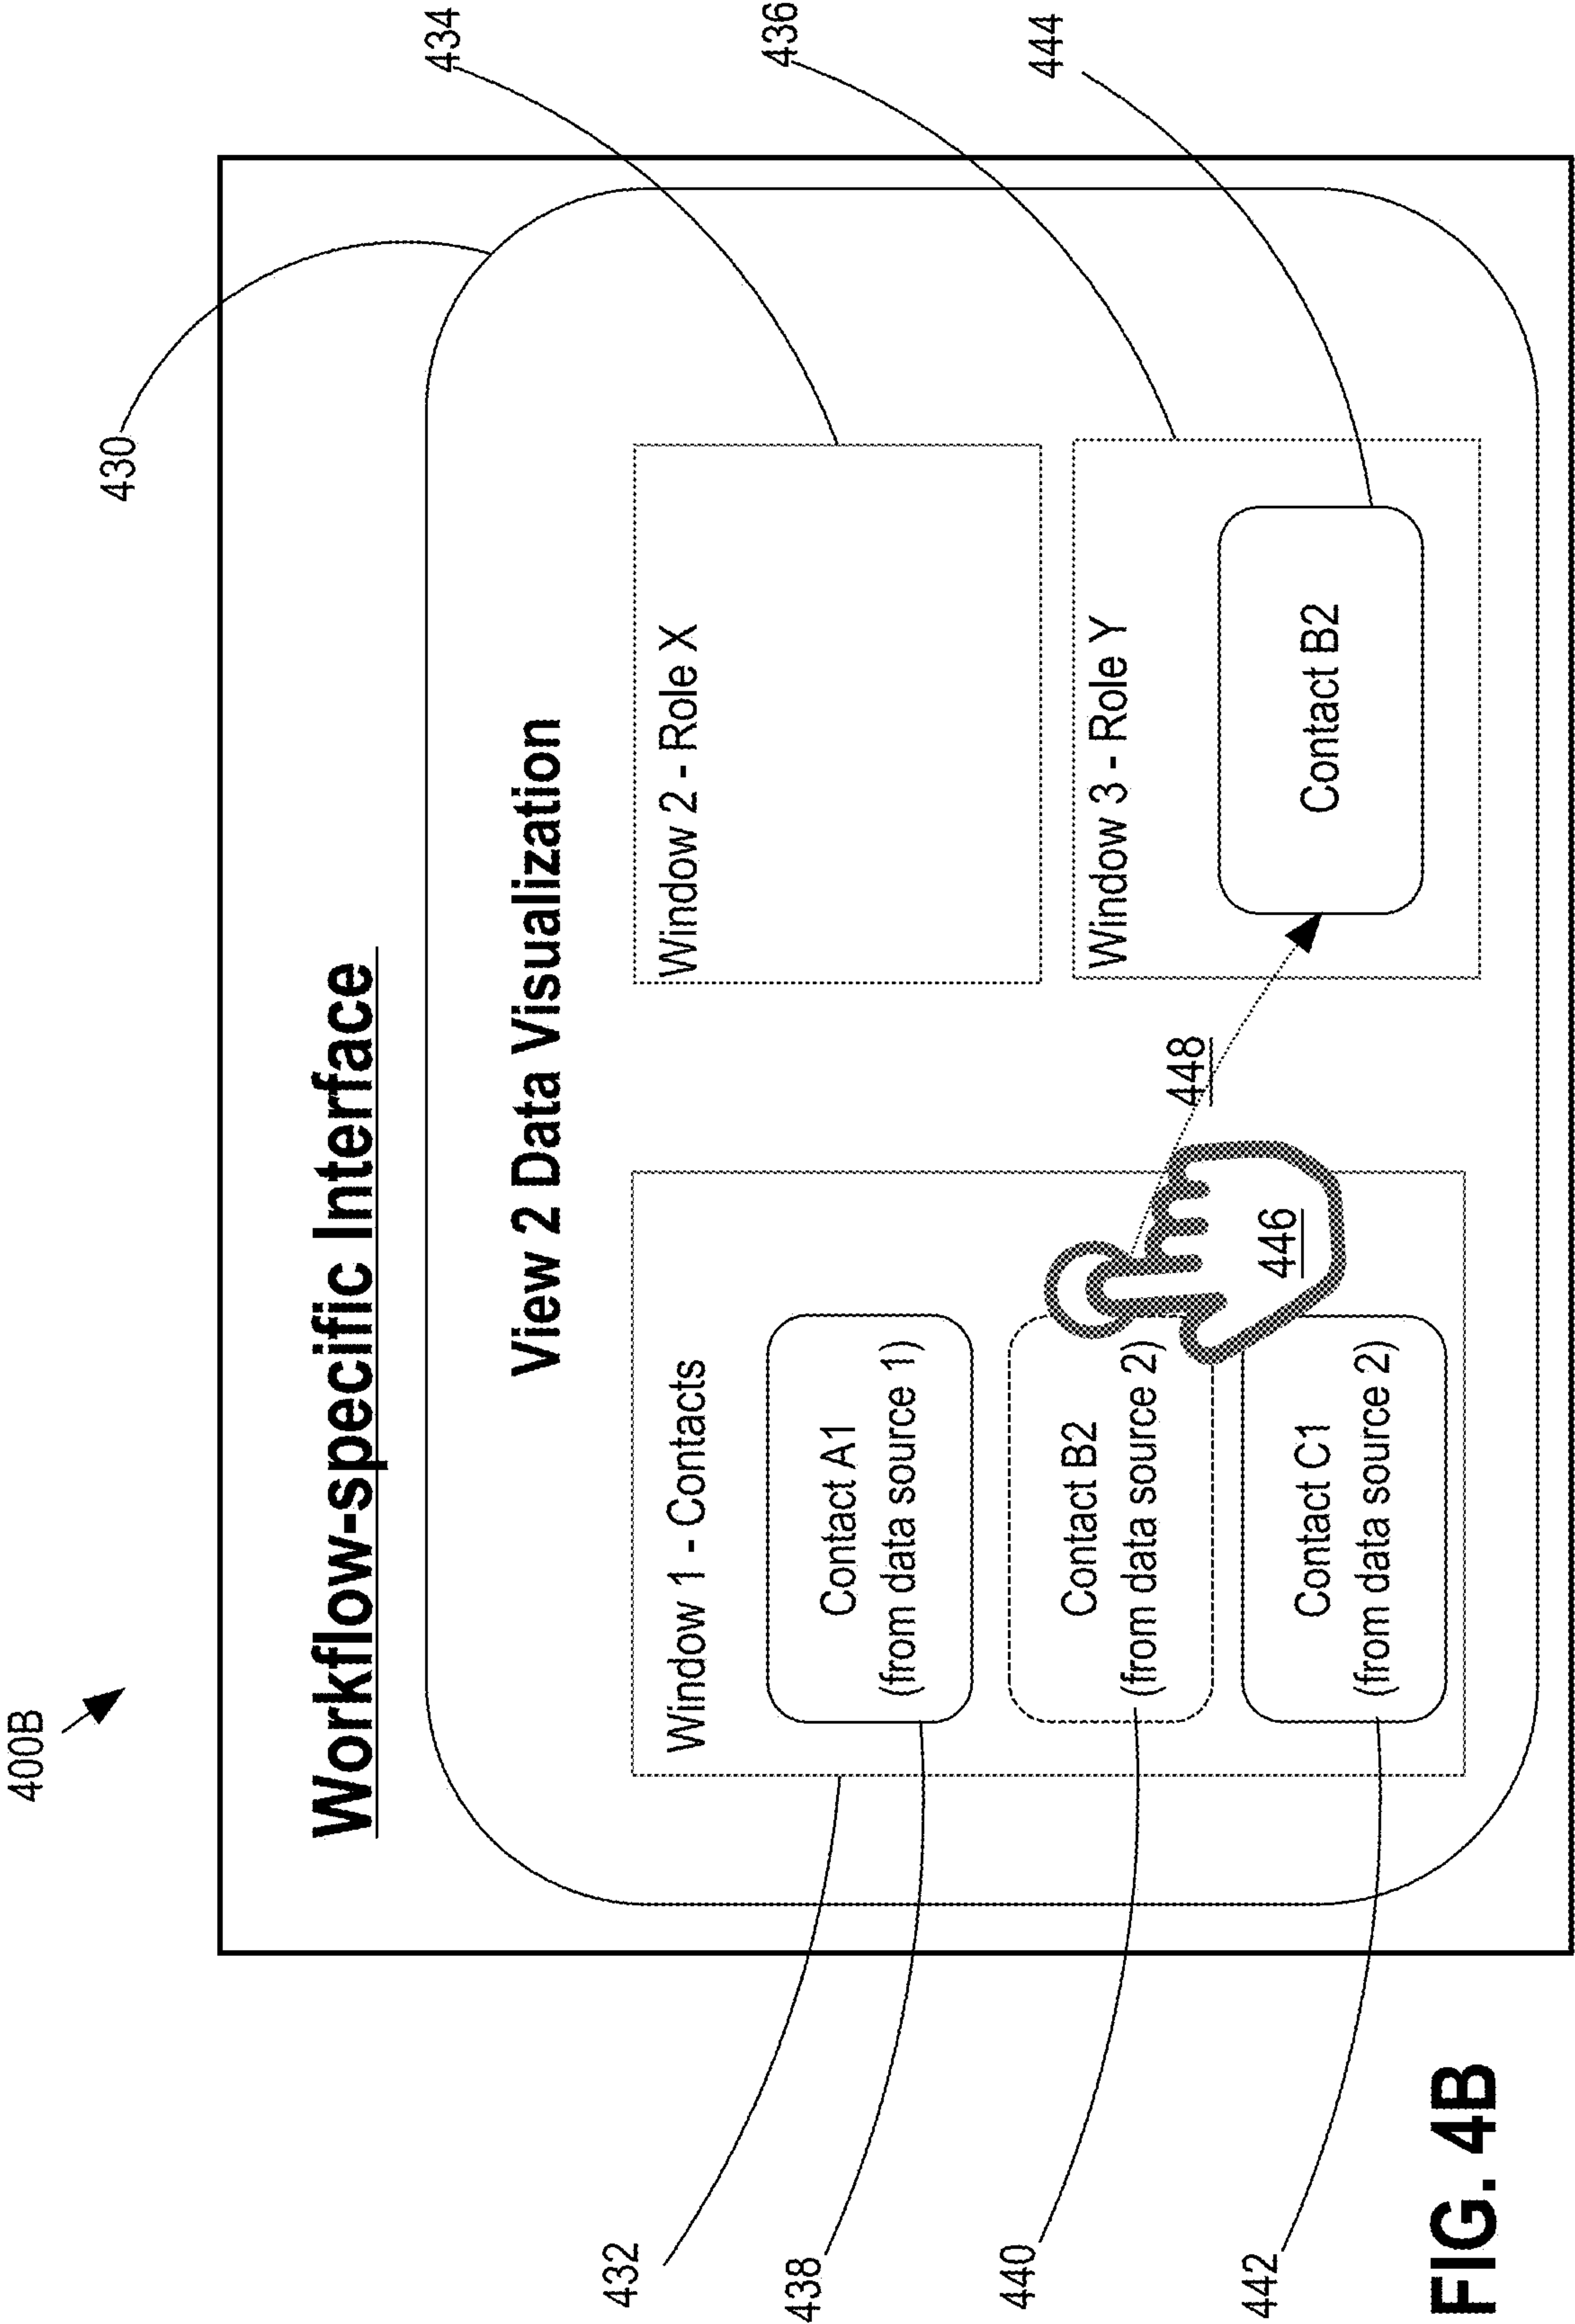 400B
Workflow-specific Interface
430
View 2 Data Visualization
432
Window 1 - Contacts
438
Contact A1
(from data source 1)
440
Contact B2
(from data source 2)
442
Contact C1
(from data source 2)
446
448
Window 2 - Role X
434
Window 3 - Role Y
436
Contact B2
444
FIG. 4B